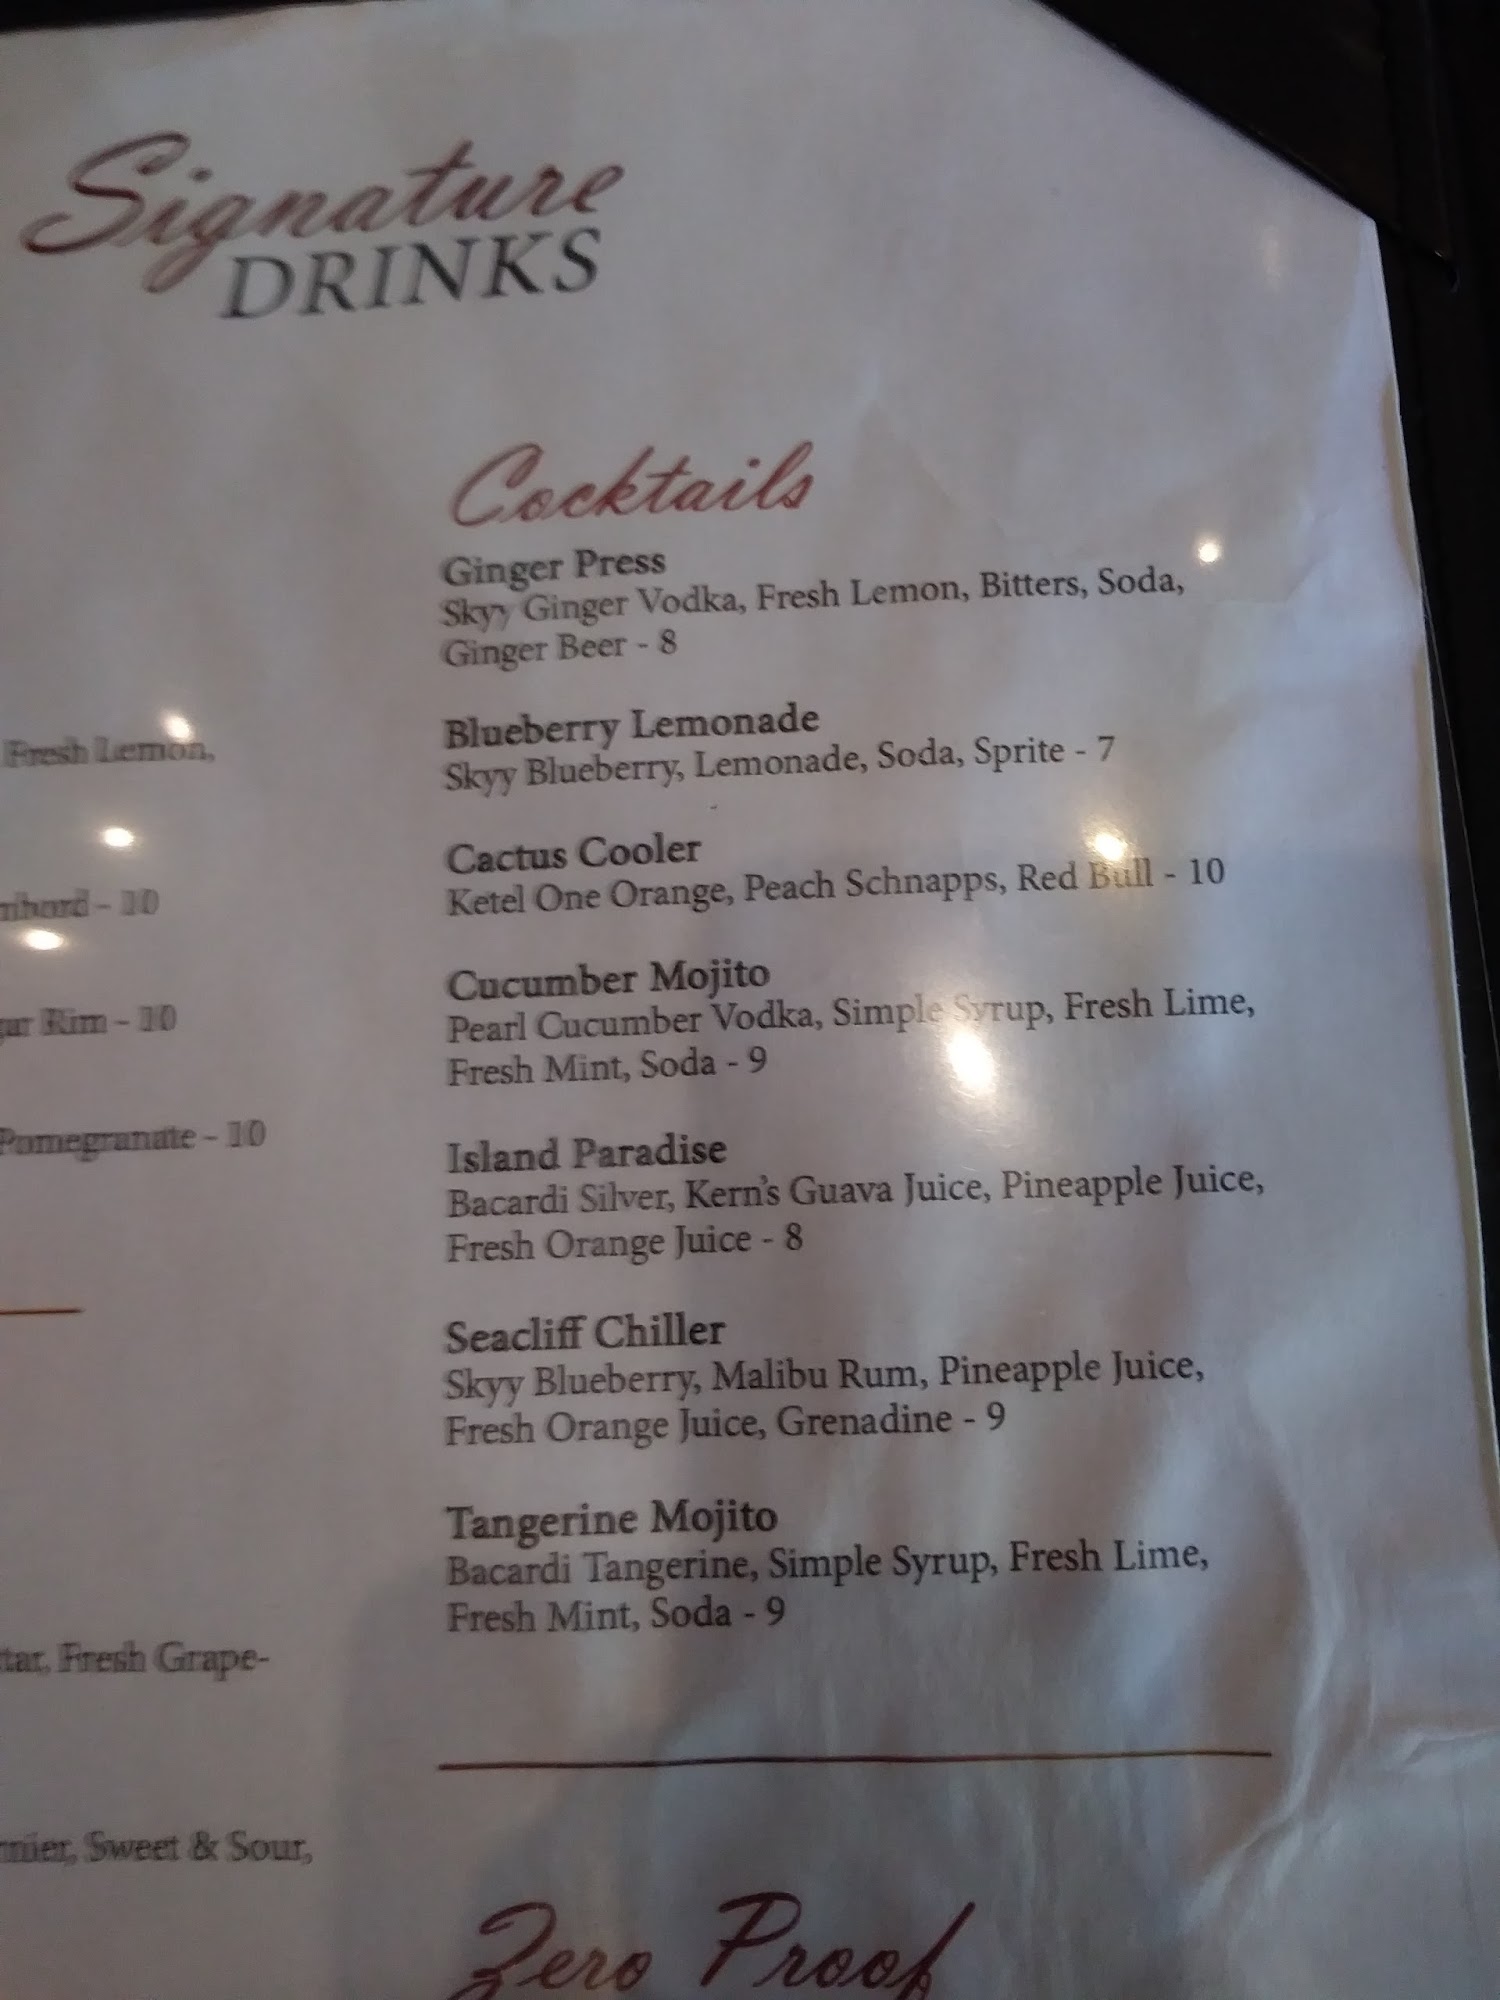 Signature
DRINKS
Fresh Lemon,
- 10
Rim - 10
Pomegranate - 10
Fresh Grape-
Sweet & Sour,
Cocktails
Ginger Press
Skyy Ginger Vodka, Fresh Lemon, Bitters, Soda,
Ginger Beer - 8
Blueberry Lemonade
Skyy Blueberry, Lemonade, Soda, Sprite - 7
Cactus Cooler
Ketel One Orange, Peach Schnapps, Red Bull - 10
Cucumber Mojito
Pearl Cucumber Vodka, Simple Syrup, Fresh Lime,
Fresh Mint, Soda - 9
Island Paradise
Bacardi Silver, Kern's Guava Juice, Pineapple Juice,
Fresh Orange Juice - 8
Seacliff Chiller
Skyy Blueberry, Malibu Rum, Pineapple Juice,
Fresh Orange Juice, Grenadine - 9
Tangerine Mojito
Bacardi Tangerine, Simple Syrup, Fresh Lime,
Fresh Mint, Soda - 9
Zero Proof